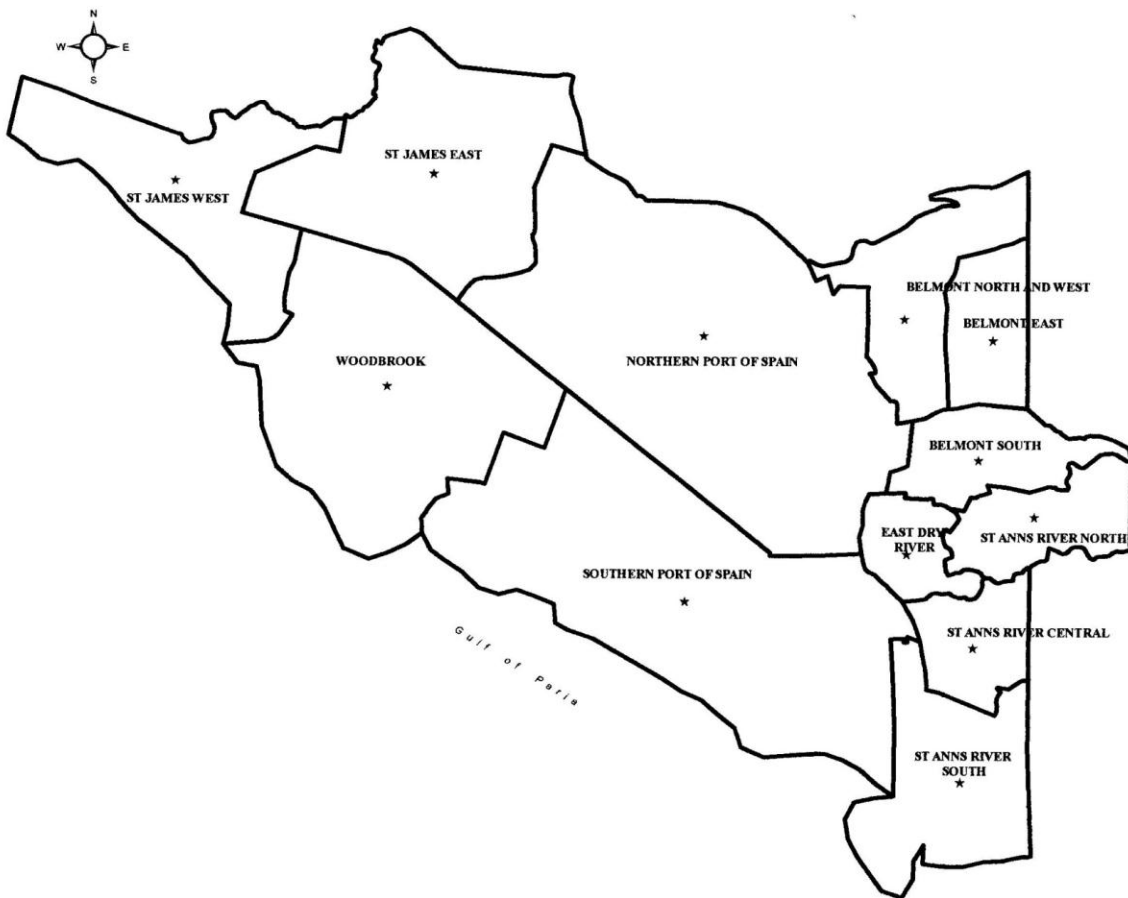 N
W E
S
ST JAMES EAST
ST JAMES WEST
BELMONT NORTH AND WEST
BELMONT EAST
WOODBROOK
NORTHERN PORT OF SPAIN
BELMONT SOUTH
EAST DRY
RIVER
ST ANNS RIVER NORTH
SOUTHERN PORT OF SPAIN
Gulf of Paria
ST ANNS RIVER CENTRAL
ST ANNS RIVER
SOUTH